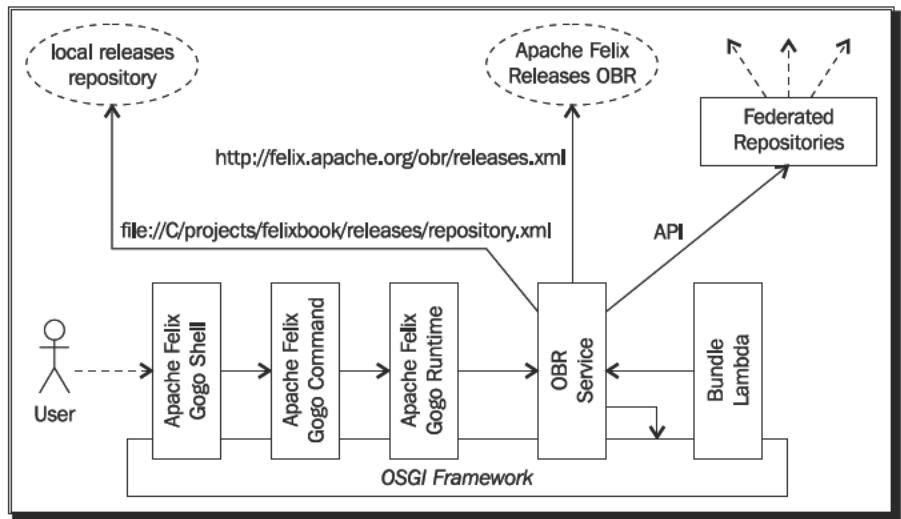 local releases
repository
Apache Felix
Releases OBR
Federated
Repositories
http://felix.apache.org/obr/releases.xml
file://C/projects/felixbook/releases/repository.xml
API
User
Apache Felix
Gogo Shell
Apache Felix
Gogo Command
Apache Felix
Gogo Runtime
OBR
Service
Bundle
Lambda
OSGI Framework